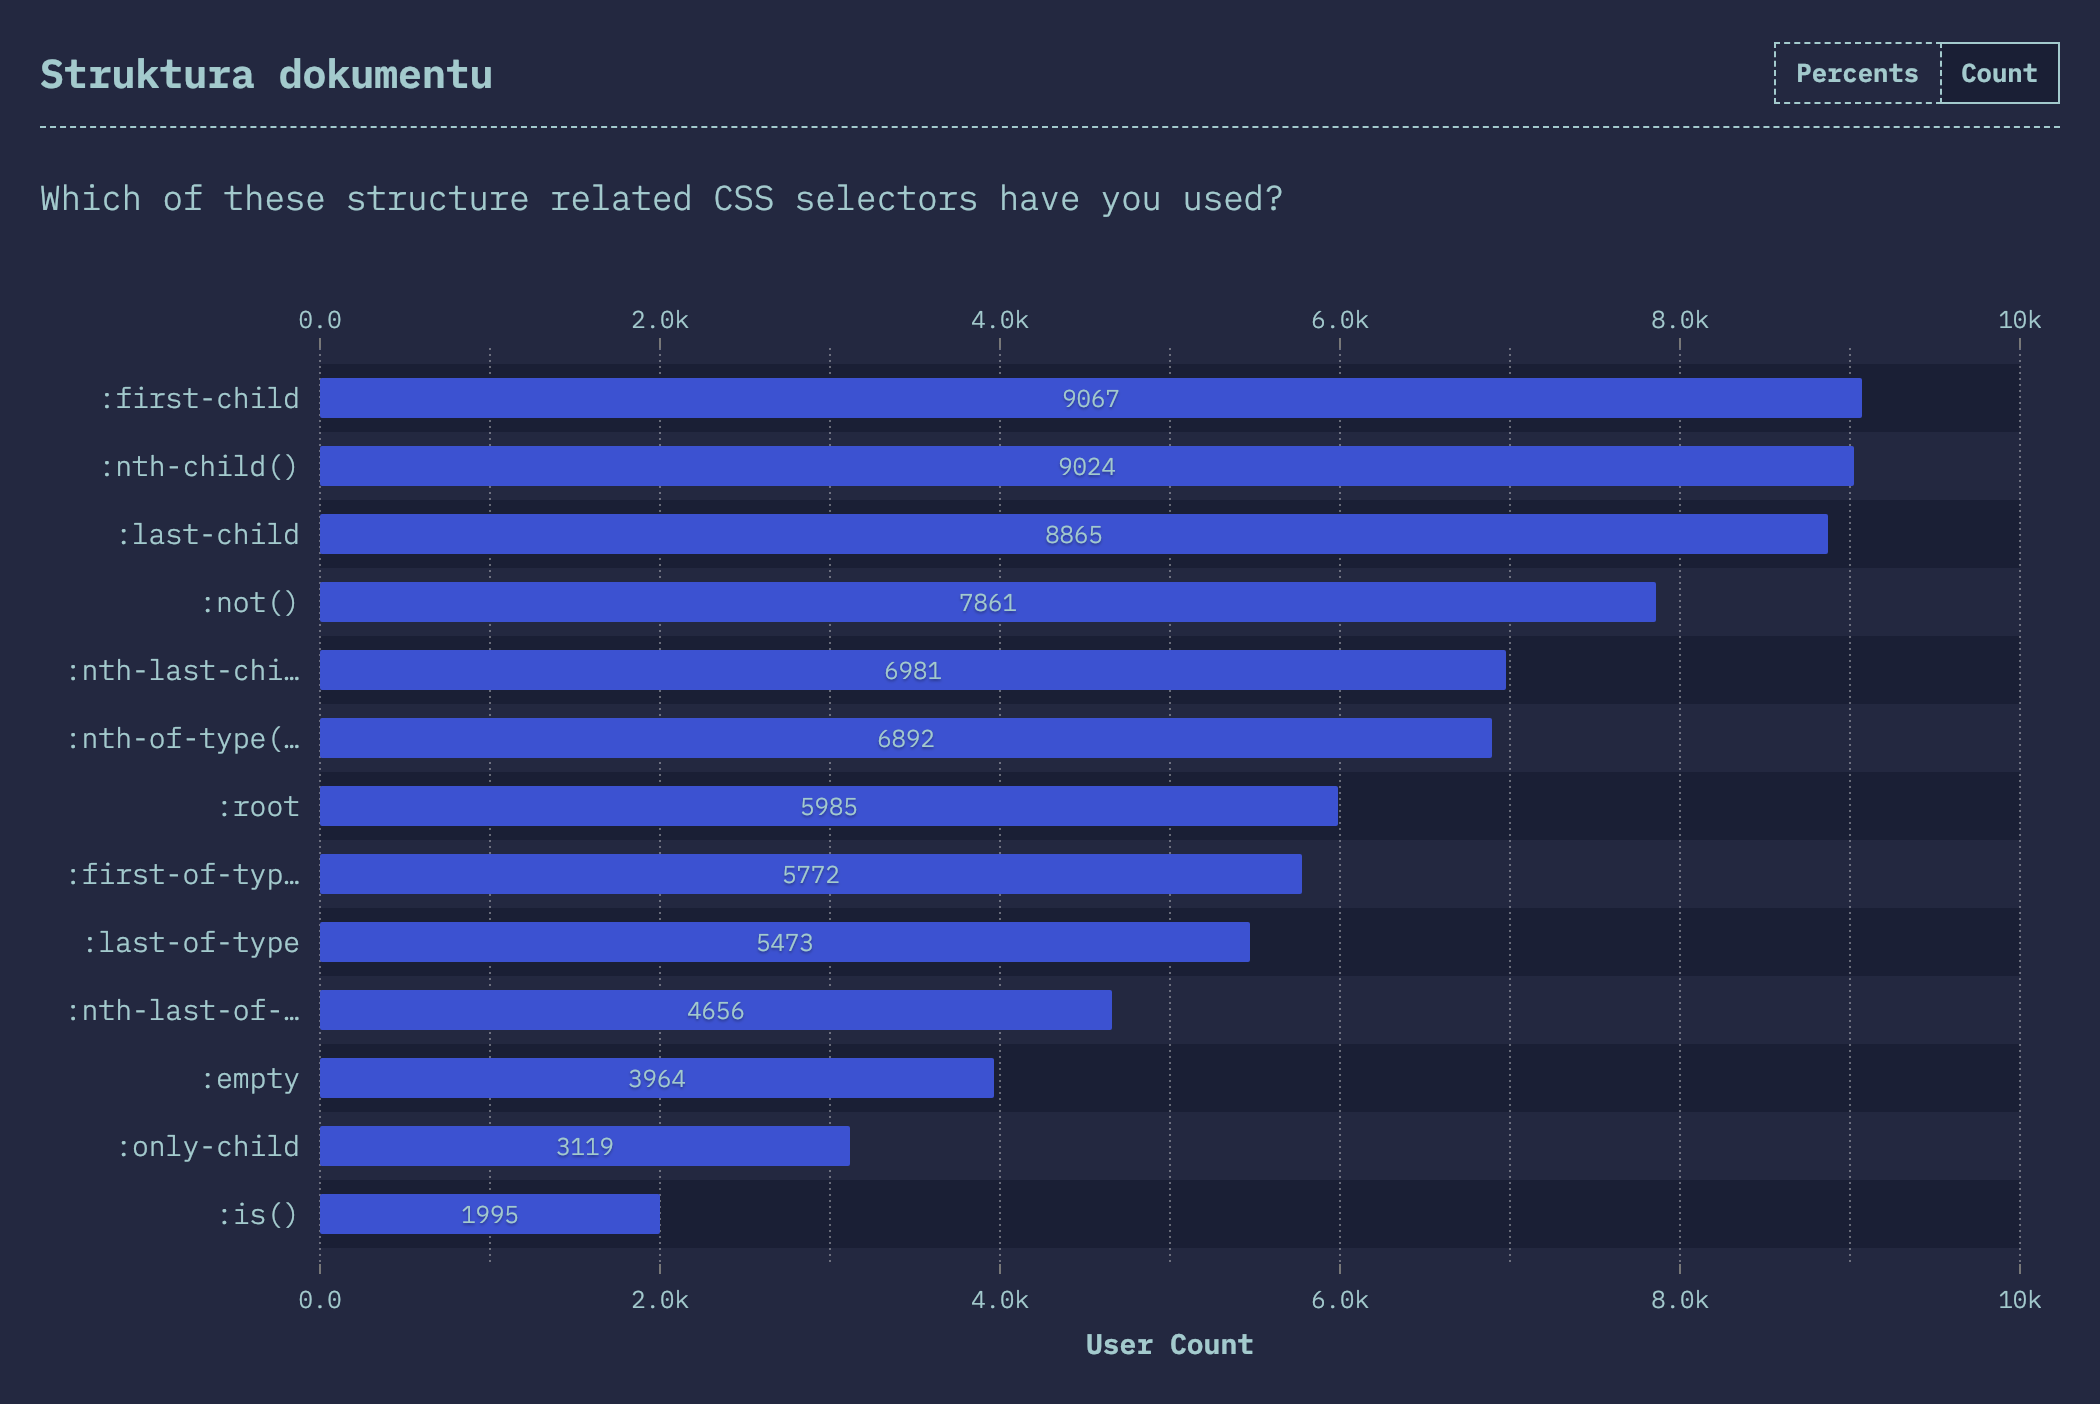 Struktura dokumentu
Percents Count
Which of these structure related CSS selectors have you used?
0.0 2.0k 4.0k 6.0k 8.0k 10k
:first-child 9067
:nth-child() 9024
:last-child 8865
:not() 7861
:nth-last-chi… 6981
:nth-of-type(… 6892
:root 5985
:first-of-typ… 5772
:last-of-type 5473
:nth-last-of-… 4656
:empty 3964
:only-child 3119
:is() 1995
0.0 2.0k 4.0k 6.0k 8.0k 10k
User Count